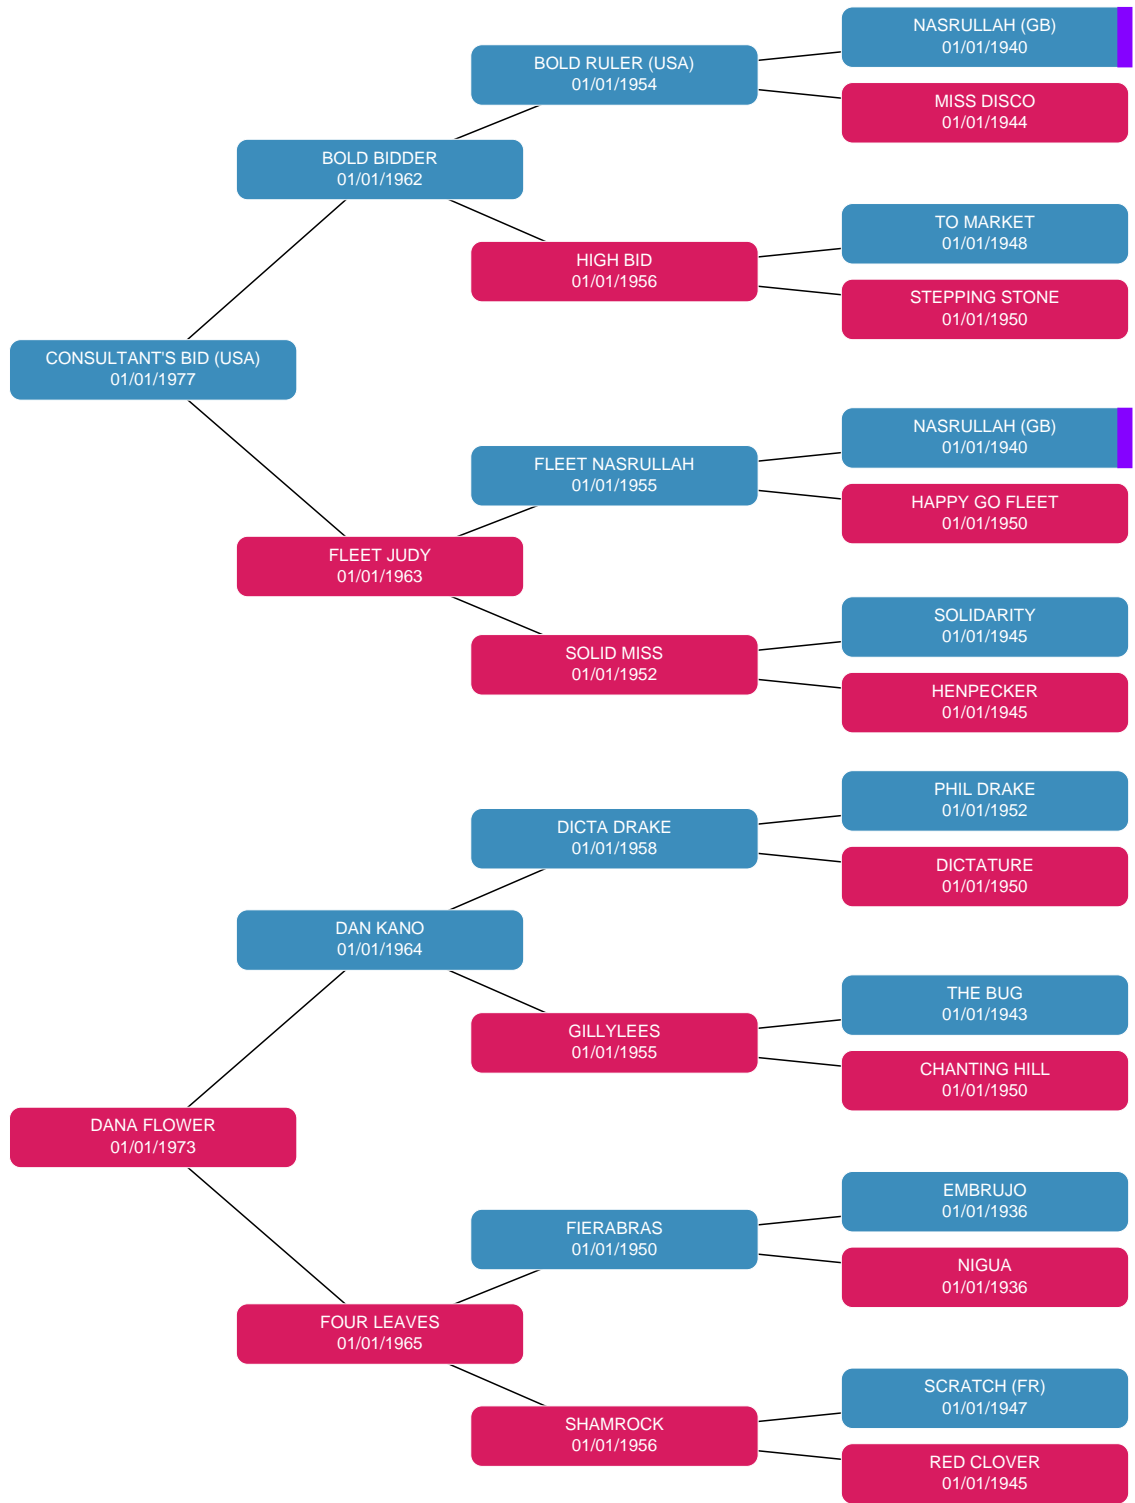 NASRULLAH (GB)
01/01/1940
BOLD RULER (USA)
01/01/1954
MISS DISCO
01/01/1944
BOLD BIDDER
01/01/1962
TO MARKET
01/01/1948
HIGH BID
01/01/1956
STEPPING STONE
01/01/1950
CONSULTANT'S BID (USA)
01/01/1977
NASRULLAH (GB)
01/01/1940
FLEET NASRULLAH
01/01/1955
HAPPY GO FLEET
01/01/1950
FLEET JUDY
01/01/1963
SOLIDARITY
01/01/1945
SOLID MISS
01/01/1952
HENPECKER
01/01/1945
PHIL DRAKE
01/01/1952
DICTA DRAKE
01/01/1958
DICTATURE
01/01/1950
DAN KANO
01/01/1964
THE BUG
01/01/1943
GILLYLEES
01/01/1955
CHANTING HILL
01/01/1950
DANA FLOWER
01/01/1973
EMBRUJO
01/01/1936
FIERABRAS
01/01/1950
NIGUA
01/01/1936
FOUR LEAVES
01/01/1965
SCRATCH (FR)
01/01/1947
SHAMROCK
01/01/1956
RED CLOVER
01/01/1945